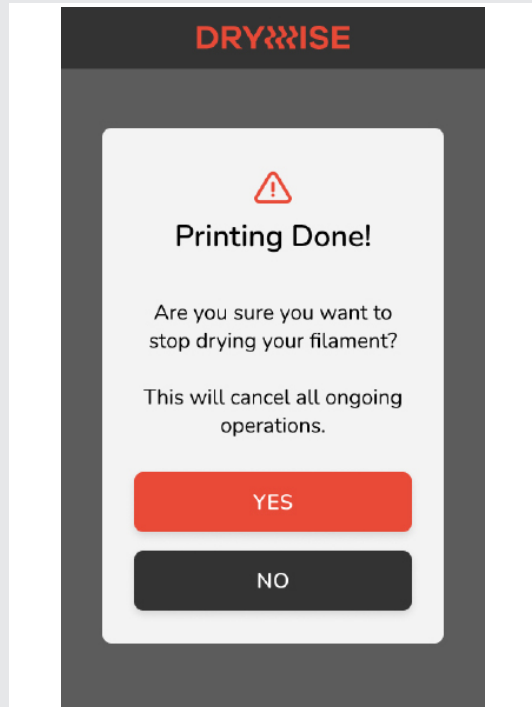 DRYWISE
Printing Done!
Are you sure you want to
stop drying your filament?
This will cancel all ongoing
operations.
YES
NO